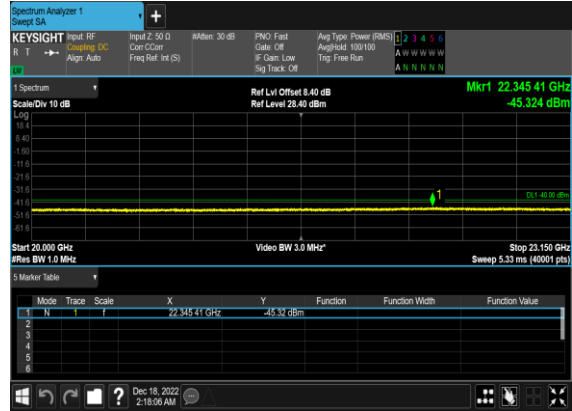 Spectrum Analyzer 1
Swept SA
+
KEYSIGHT Input: RF Input Z: 50 Ω #Atten: 30 dB PNO: Fast Avg Type: Power (RMS) 1 2 3 4 5 6
R T Coupling: DC Corr CCorr Gate: Off Avg|Hold: 100/100 A W W W W W
Align: Auto Freq Ref: Int (S) IF Gain: Low Trig: Free Run
LW Sig Track: Off A N N N N N
1 Spectrum Ref Lvl Offset 8.40 dB Mkr1 22.345 41 GHz
Scale/Div 10 dB Ref Level 28.40 dBm -45.324 dBm
Log
18.4
8.40
-1.60
-11.6
-21.6
-31.6
1
DL1 -40.00 dBm
-41.6
-51.6
-61.6
Start 20.000 GHz Video BW 3.0 MHz* Stop 23.150 GHz
#Res BW 1.0 MHz Sweep 5.33 ms (40001 pts)
5 Marker Table
Mode Trace Scale X Y Function Function Width Function Value
1 N 1 f 22.345 41 GHz -45.32 dBm
2
3
4
5
6
? Dec 18, 2022
2:18:06 AM